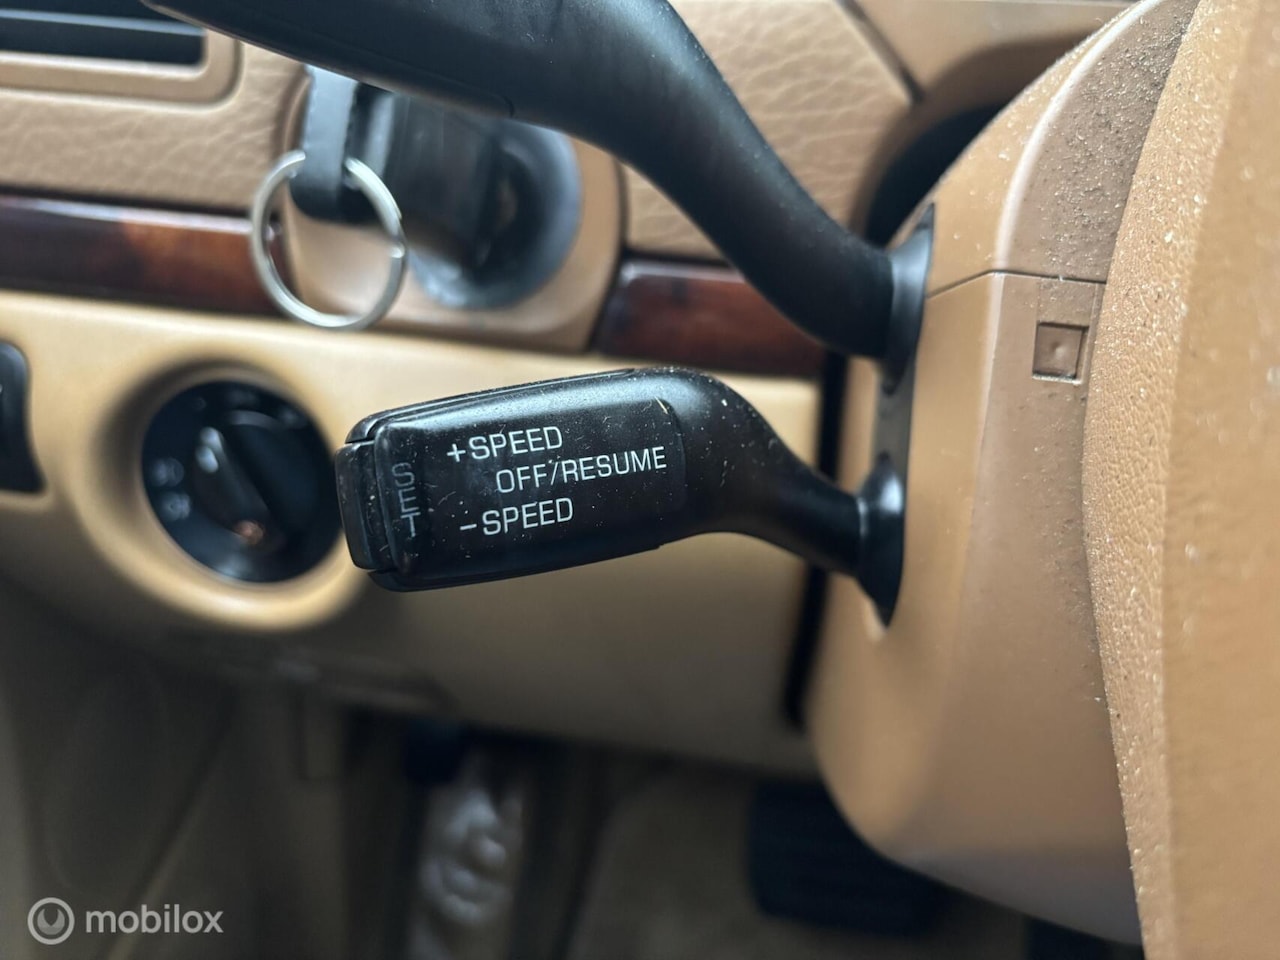 +SPEED
OFF/RESUME
-SPEED
SET
mobilox